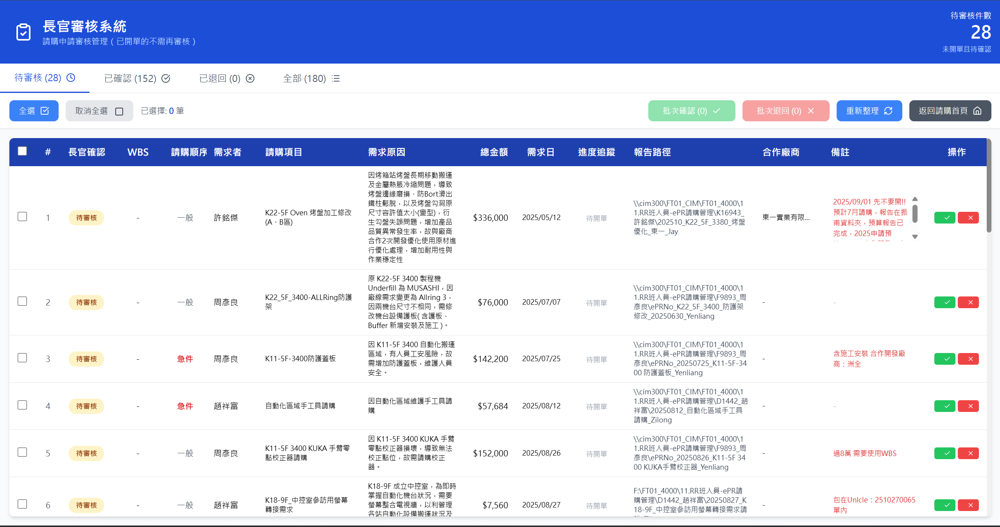 長官審核系統
請購申請審核管理 ( 已開單的不需再審核 )
待審核件數
28
未開單且待確認
待審核 (28)
已確認 (152)
已退回 (0)
全部 (180)
全選
取消全選
已選擇: 0 筆
批次確認 (0)
批次退回 (0)
重新整理
返回請購首頁
# 長官確認 WBS 請購順序 需求者 請購項目 需求原因 總金額 需求日 進度追蹤 報告路徑 合作廠商 備註 操作
1
待審核
-
一般
許銘傑
K22-5F Oven 烤盤加工修改
(A、B區)
因烤箱站烤盤長期移動搬運
及金屬熱脹冷縮問題，導致
烤盤邊緣磨損、防Bort滑出
鐵柱鬆脫，以及烤盤勾洞原
尺寸容許值太小(變型)，衍
生勾盤失誤問題，增加產品
品質異常發生率，故與廠商
合作2次開發優化使用原材進
行優化處理，增加耐用性與
作業穩定性
$336,000
2025/05/12
待開單
\\cim300\FT01_CIM\FT01_4000\1
1.RR班人員-ePR請購管理\K16943_
許銘傑\202510_K22_5F_3380_烤盤
優化_東一_Jay
東一實業有限...
2025/09/01 先不要開!!
預計7月請購，報告在振
甫資料夾，預算報告已
完成，2025申請預
2
待審核
-
一般
周彥良
K22_5F_3400-ALLRing防護
架
原 K22-5F 3400 製程機
Underfill 為 MUSASHI，因
廠線需求變更為 Allring 3，
因兩機台尺寸不相同，需修
改機台設備護板( 含護板、
Buffer 新增安裝及施工 )。
$76,000
2025/07/07
待開單
\\cim300\FT01_CIM\FT01_4000\1
1.RR班人員-ePR請購管理\F9893_周
彥良\ePRNo_K22_5F_3400_防護架
修改_20250630_Yenliang
-
-
3
待審核
-
急件
周彥良
K11-5F-3400防護蓋板
因 K11-5F 3400 自動化搬運
區域，有人員工安風險，故
需增加防護蓋板，維護人員
安全。
$142,200
2025/07/25
待開單
\\cim300\FT01_CIM\FT01_4000\1
1.RR班人員-ePR請購管理\F9893_周
彥良\ePRNo_20250725_K11-5F-34
00 防護蓋板_Yenliang
-
含施工安裝 合作開發廠
商：洲全
4
待審核
-
急件
趙祥富
自動化區域手工具請購
因自動化區域維護手工具請
購
$57,684
2025/08/12
待開單
\\cim300\FT01_CIM\FT01_4000\1
1.RR班人員-ePR請購管理\D1442_趙
祥富\20250812_自動化區域手工具
請購_Zilong
-
-
5
待審核
-
一般
周彥良
K11-5F 3400 KUKA 手臂零
點校正器請購
因 K11-5F 3400 KUKA 手臂
零點校正器損壞，導致無法
校正點位，故需請購校正
器。
$152,000
2025/08/26
待開單
\\cim300\FT01_CIM\FT01_4000\1
1.RR班人員-ePR請購管理\F9893_周
彥良\ePRNo_20250826_K11-5F 34
00 KUKA手臂校正器_Yenliang
-
過8萬 需要使用WBS
6
待審核
-
一般
趙祥富
K18-9F_中控室參訪用螢幕
轉接需求
K18-9F 成立中控室，為即時
掌握自動化機台狀況，需要
螢幕整合電視牆，以利管理
各站自動化設備搬運狀況及
$7,560
2025/08/27
待開單
F:\FT01_4000\11.RR班人員-ePR請
購管理\D1442_趙祥富\20250827_K
18-9F_中控室參訪用螢幕轉接需求請
-
包在Unlcle：2510270065
單內